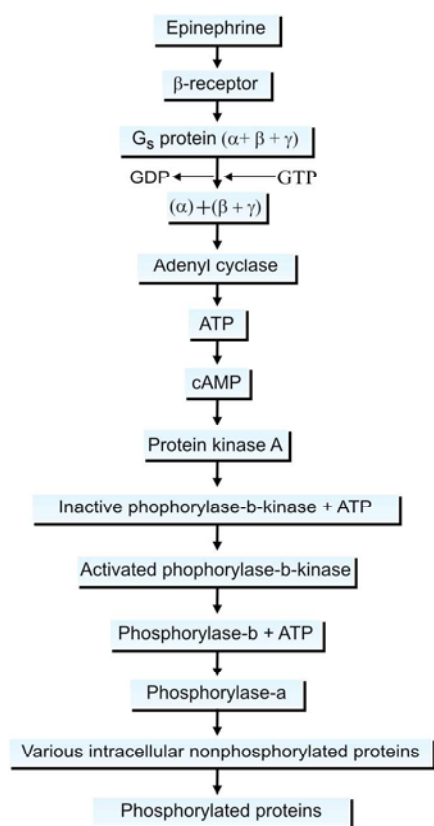 Epinephrine
β-receptor
Gs protein (α+ β + γ)
GDP GTP
(α)+(β + γ)
Adenyl cyclase
ATP
cAMP
Protein kinase A
Inactive phophorylase-b-kinase + ATP
Activated phophorylase-b-kinase
Phosphorylase-b + ATP
Phosphorylase-a
Various intracellular nonphosphorylated proteins
Phosphorylated proteins